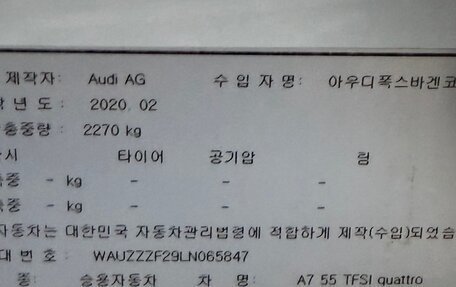 제작자: Audi AG 수 입 자 명: 아우디폭스바겐코
년 도 : 2020. 02
총중량 : 2270 kg
시 타이어 공기압 림
중 - kg - - -
중 - kg - - -
자동차는 대한민국 자동차관리법령에 적합하게 제작(수입)되었습
대 번 호 : WAUZZZF29LN065847
종: 승용자동차 차 명: A7 55 TFSI quattro